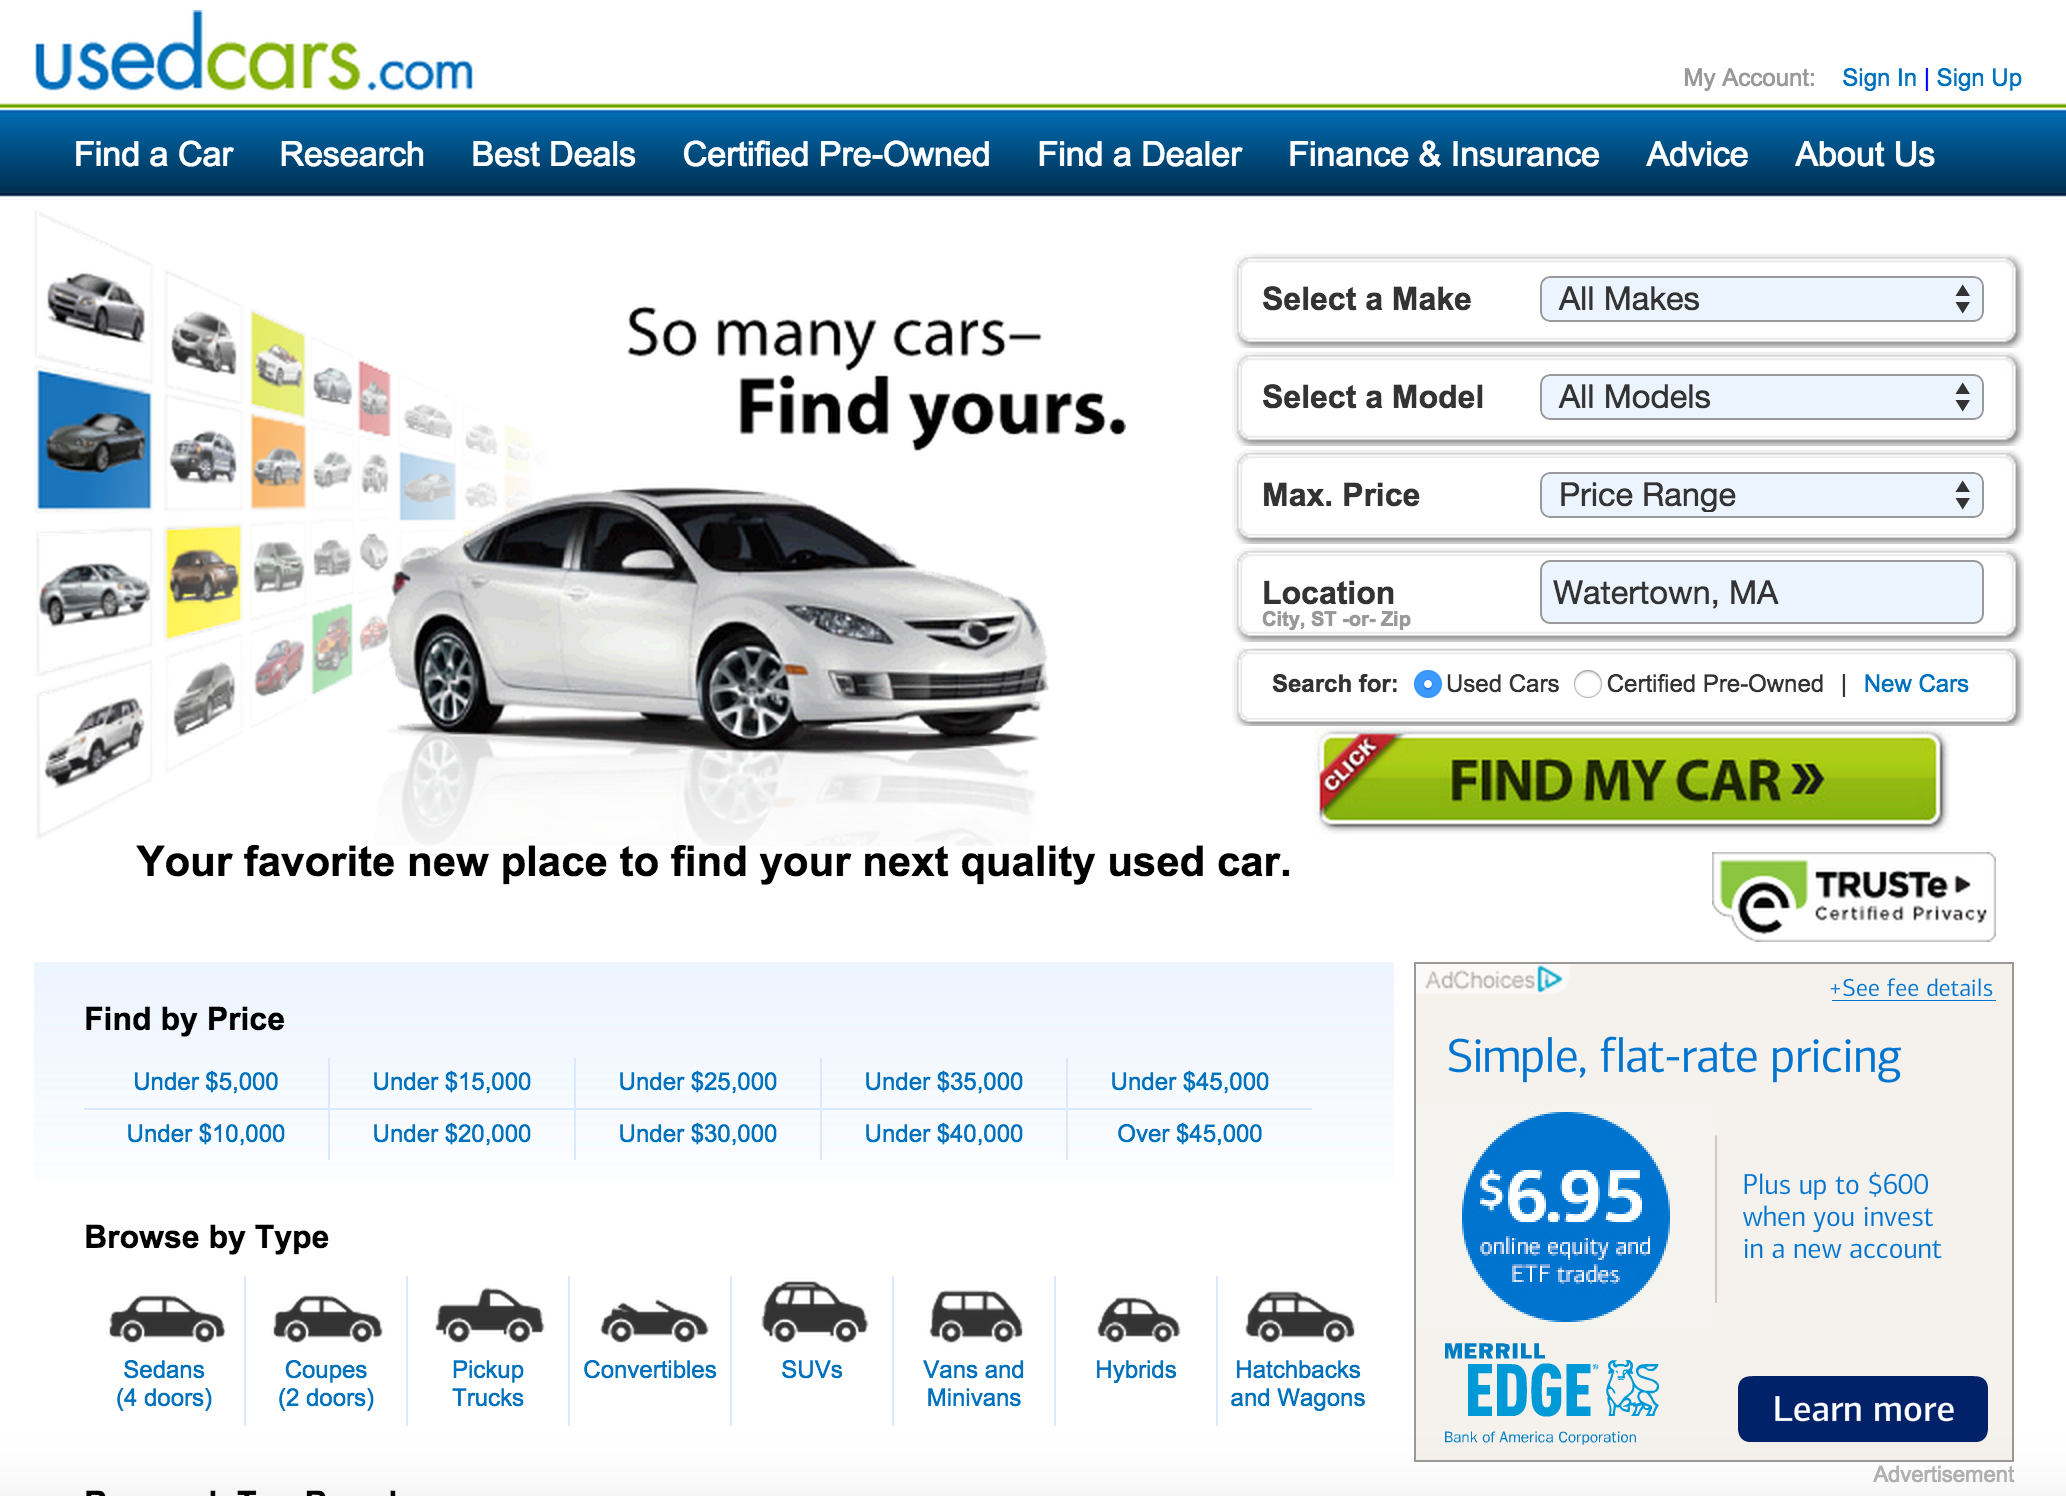 usedcars.com
My Account: Sign In | Sign Up
Find a Car Research Best Deals Certified Pre-Owned Find a Dealer Finance & Insurance Advice About Us
So many cars–
Find yours.
Select a Make All Makes
Select a Model All Models
Max. Price Price Range
Location Watertown, MA
City, ST -or- Zip
Search for: Used Cars Certified Pre-Owned | New Cars
CLICK
FIND MY CAR »
Your favorite new place to find your next quality used car.
TRUSTe
Certified Privacy
Find by Price
Under $5,000 Under $15,000 Under $25,000 Under $35,000 Under $45,000
Under $10,000 Under $20,000 Under $30,000 Under $40,000 Over $45,000
Browse by Type
Sedans
(4 doors)
Coupes
(2 doors)
Pickup
Trucks
Convertibles
SUVs
Vans and
Minivans
Hybrids
Hatchbacks
and Wagons
AdChoices
+See fee details
Simple, flat-rate pricing
$6.95
online equity and
ETF trades
Plus up to $600
when you invest
in a new account
MERRILL
EDGE®
Bank of America Corporation
Learn more
Advertisement